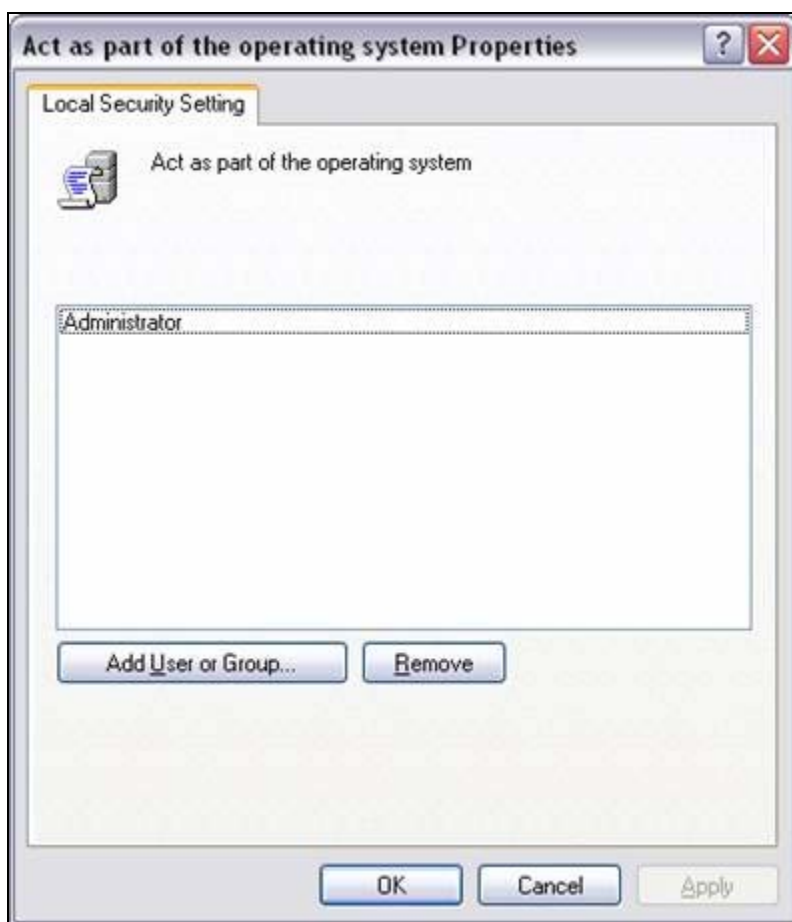 Act as part of the operating system Properties
?
Local Security Setting
Act as part of the operating system
Administrator
Add User or Group...
Remove
OK
Cancel
Apply